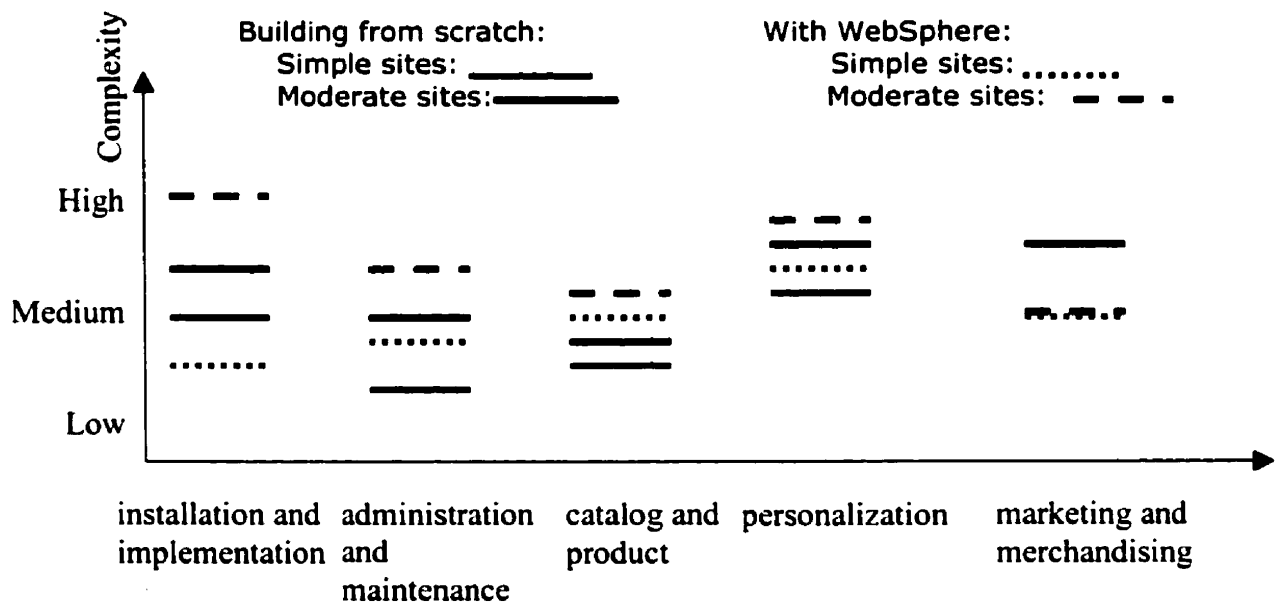 Complexity
Building from scratch:
Simple sites:
Moderate sites:
With WebSphere:
Simple sites:
Moderate sites:
High
Medium
Low
installation and
implementation
administration
and
maintenance
catalog and
product
personalization
marketing and
merchandising